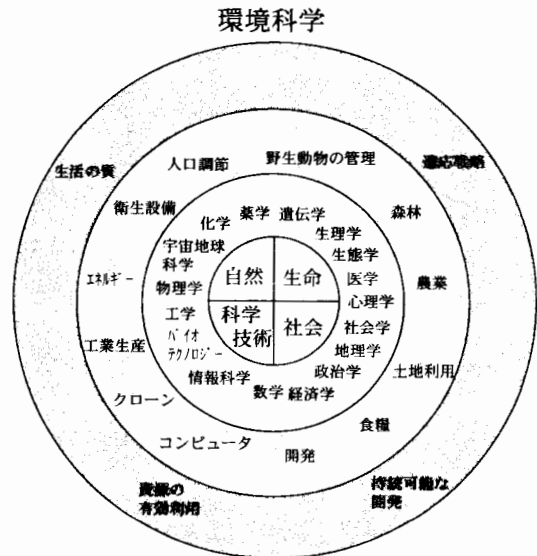 環境科学
生活の質
適応戦略
資源の
有効利用
持続可能な
開発
人口調節
野生動物の管理
衛生設備
森林
エネルギー
農業
工業生産
土地利用
クローン
食糧
コンピュータ
開発
化学
薬学
遺伝学
生理学
宇宙地球
科学
生態学
物理学
医学
心理学
工学
社会学
バイオ
テクノロジー
地理学
政治学
情報科学
数学
経済学
自然
生命
科学
技術
社会